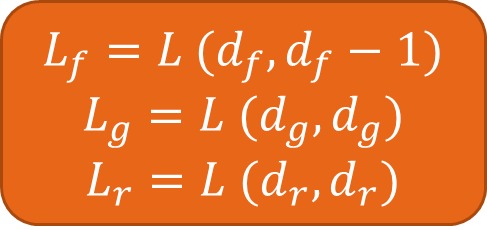 L_f = L (d_f, d_f − 1)
L_g = L (d_g, d_g)
L_r = L (d_r, d_r)